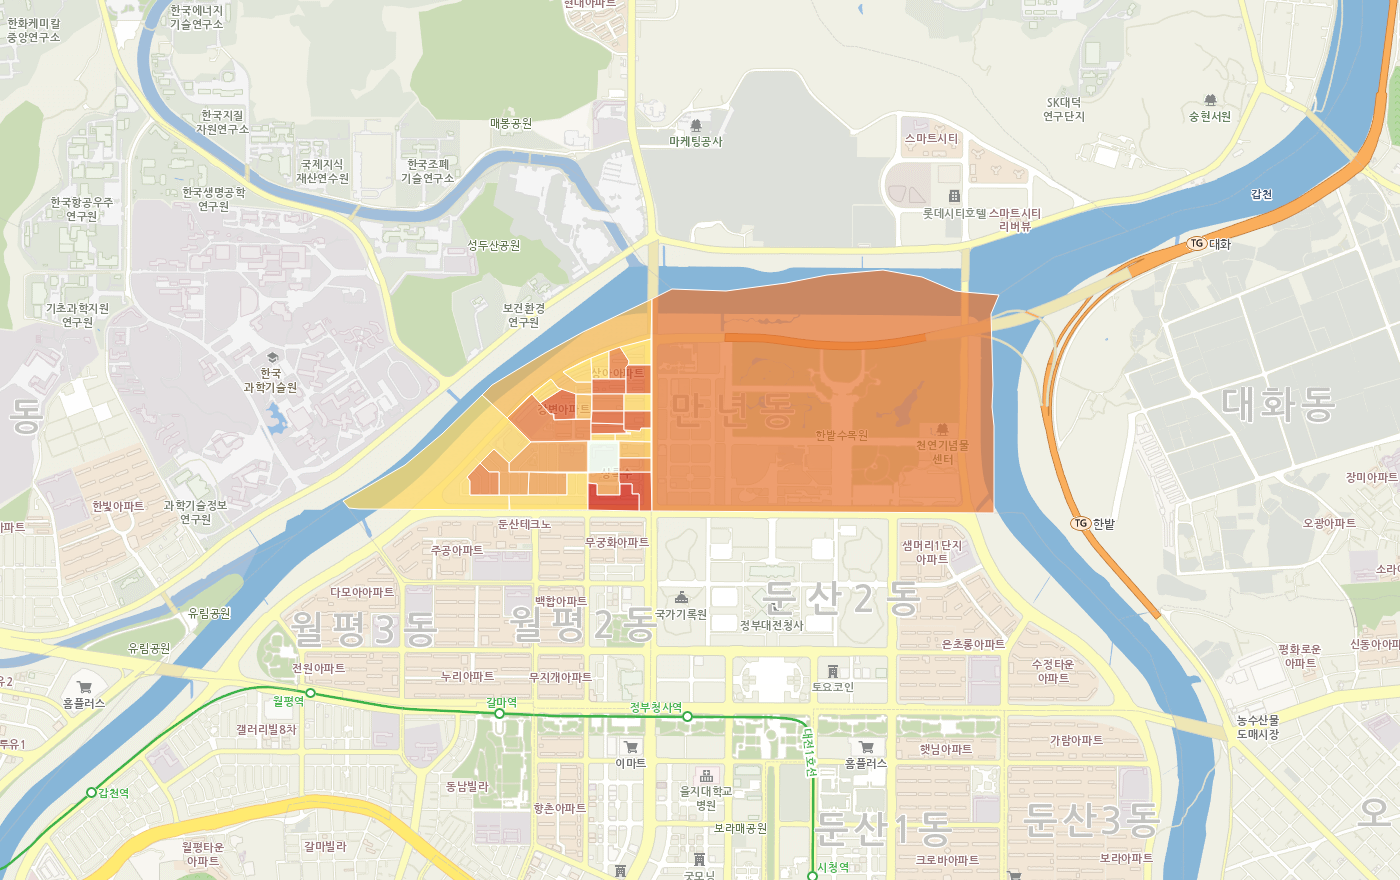 한국에너지
기술연구소
현대아파트
한화케미칼
중앙연구소
한국지질
자원연구소
매봉공원
마케팅공사
SK대덕
연구단지
숭현서원
스마트시티
국제지식
재산연수원
한국조폐
기술연구소
한국생명공학
연구원
한국항공우주
연구원
갑천
롯데시티호텔
스마트시티
리버뷰
성두산공원
TG 대화
기초과학지원
연구원
보건환경
연구원
한국
과학기술원
상아아파트
강변아파트
만년동
대화동
동
한밭수목원
천연기념물
센터
장미아파트
한빛아파트
과학기술정보
연구원
아파트
둔산테크노
TG 한밭
오광아파트
무궁화아파트
주공아파트
샘머리1단지
아파트
소라아
다모아아파트
백합아파트
유림공원
국가기록원
둔산2동
정부대전청사
월평3동
월평2동
유림공원
은초롱아파트
평화로운
아파트
신동아아파
전원아파트
누리아파트
무지개아파트
수정타운
아파트
토요코인
홈플러스
월평역
갈마역
정부청사역
갤러리빌8차
농수산물
도매시장
대전1호선
햇님아파트
가람아파트
투유1
이마트
홈플러스
갑천역
동남빌라
을지대학교
병원
향촌아파트
보라매공원
둔산1동
둔산3동
오
월평타운
아파트
갈마빌라
크로바아파트
보라아파트
시청역
굿모닝